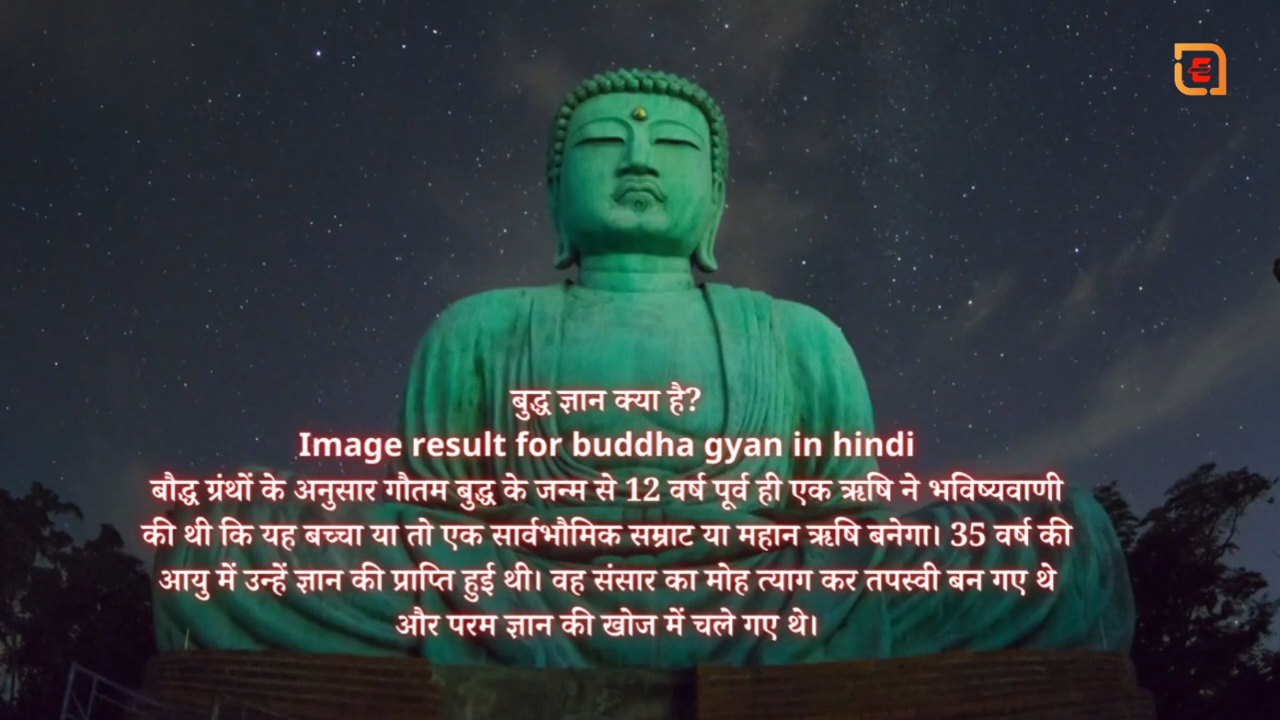 बुद्ध ज्ञान क्या है?
Image result for buddha gyan in hindi
बौद्ध ग्रंथों के अनुसार गौतम बुद्ध के जन्म से 12 वर्ष पूर्व ही एक ऋषि ने भविष्यवाणी
की थी कि यह बच्चा या तो एक सार्वभौमिक सम्राट या महान ऋषि बनेगा। 35 वर्ष की
आयु में उन्हें ज्ञान की प्राप्ति हुई थी। वह संसार का मोह त्याग कर तपस्वी बन गए थे
और परम ज्ञान की खोज में चले गए थे।